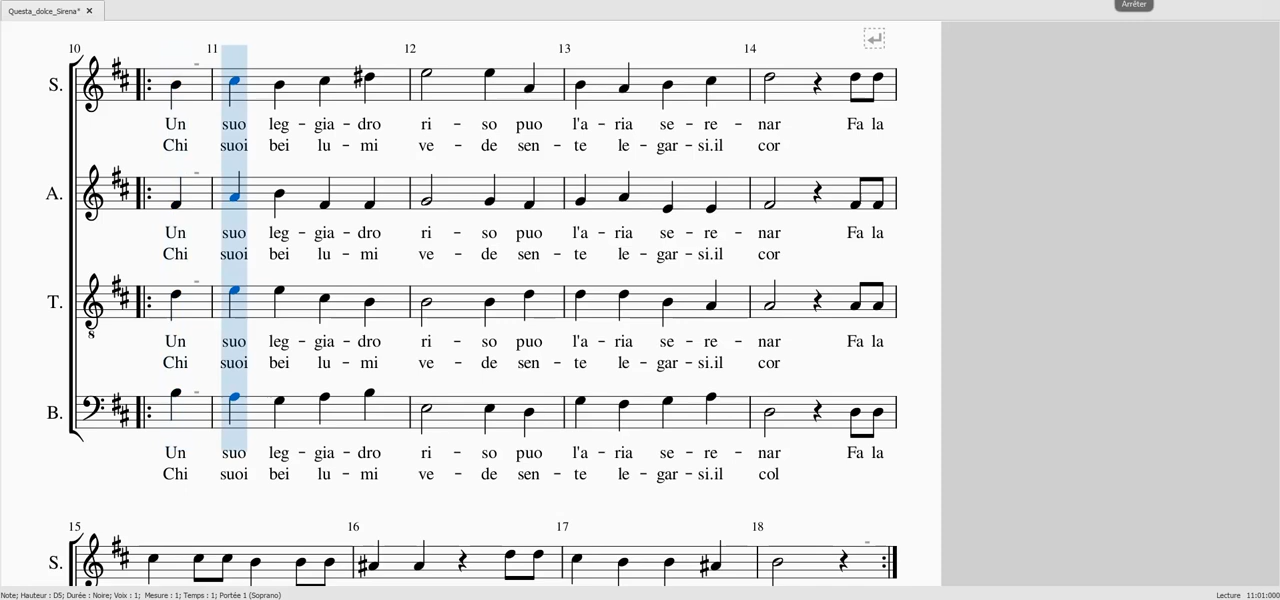 Arrêter
Questa_dolce_Sirena* ✕
10 11 12 13 14
S.
Un suo leg – gia – dro ri – so puo l'a – ria se – re – nar Fa la
Chi suoi bei lu – mi ve – de sen – te le – gar – si.il cor
A.
Un suo leg – gia – dro ri – so puo l'a – ria se – re – nar Fa la
Chi suoi bei lu – mi ve – de sen – te le – gar – si.il cor
T.
8
Un suo leg – gia – dro ri – so puo l'a – ria se – re – nar Fa la
Chi suoi bei lu – mi ve – de sen – te le – gar – si.il cor
B.
Un suo leg – gia – dro ri – so puo l'a – ria se – re – nar Fa la
Chi suoi bei lu – mi ve – de sen – te le – gar – si.il col
15 16 17 18
S.
Note; Hauteur : D5; Durée : Noire; Voix : 1; Mesure : 1; Temps : 1; Portée 1 (Soprano) Lecture 11:01:000